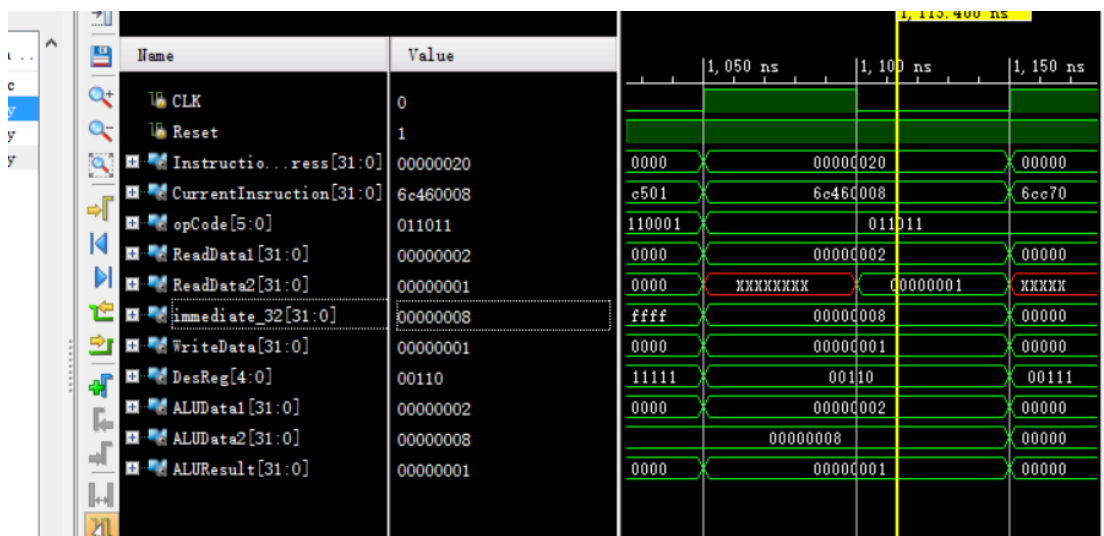 1,113.400 ns
Name Value
1,050 ns 1,100 ns 1,150 ns
CLK 0
Reset 1
Instructio...ress[31:0] 00000020 0000 00000020 00000
CurrentInsruction[31:0] 6c460008 c501 6c460008 6cc70
opCode[5:0] 011011 110001 011011
ReadData1[31:0] 00000002 0000 00000002 00000
ReadData2[31:0] 00000001 0000 XXXXXXXX 00000001 XXXXX
immediate_32[31:0] 00000008 ffff 00000008 00000
WriteData[31:0] 00000001 0000 00000001 00000
DesReg[4:0] 00110 11111 00110 00111
ALUData1[31:0] 00000002 0000 00000002 00000
ALUData2[31:0] 00000008 00000008 00000
ALUResult[31:0] 00000001 0000 00000001 00000